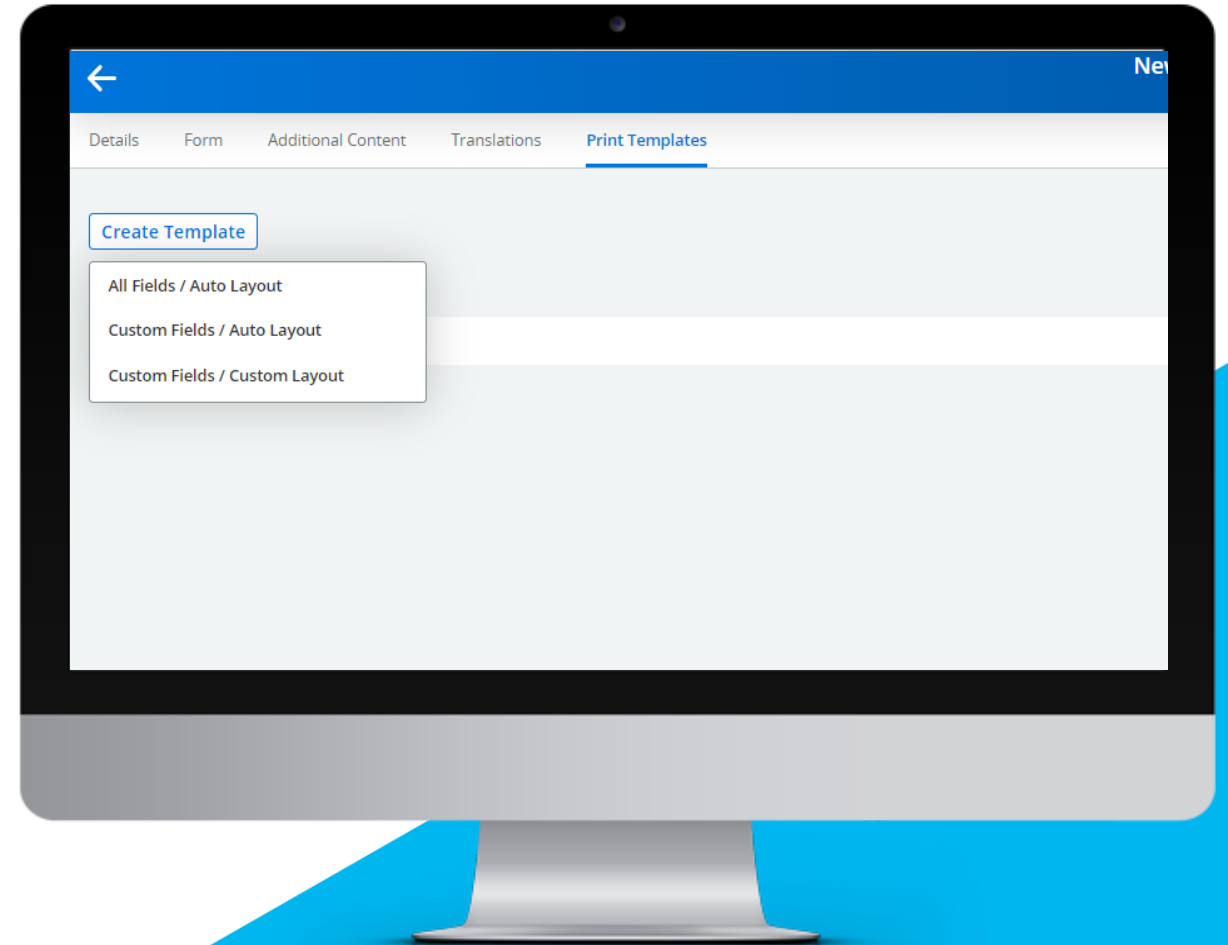 Details Form Additional Content Translations Print Templates
Create Template
All Fields / Auto Layout
Custom Fields / Auto Layout
Custom Fields / Custom Layout